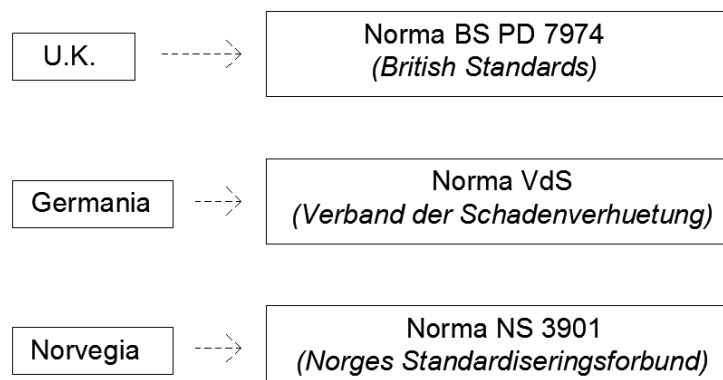 U.K.
Norma BS PD 7974
(British Standards)
Germania
Norma VdS
(Verband der Schadenverhuetung)
Norvegia
Norma NS 3901
(Norges Standardiseringsforbund)